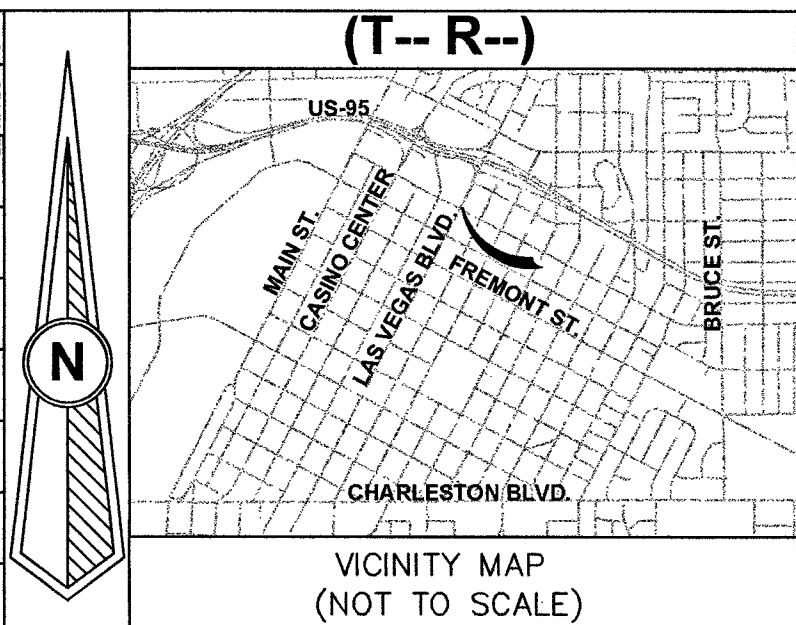 (T-- R--)
US-95
MAIN ST.
CASINO CENTER
LAS VEGAS BLVD.
FREMONT ST.
BRUCE ST.
N
CHARLESTON BLVD.
VICINITY MAP
(NOT TO SCALE)